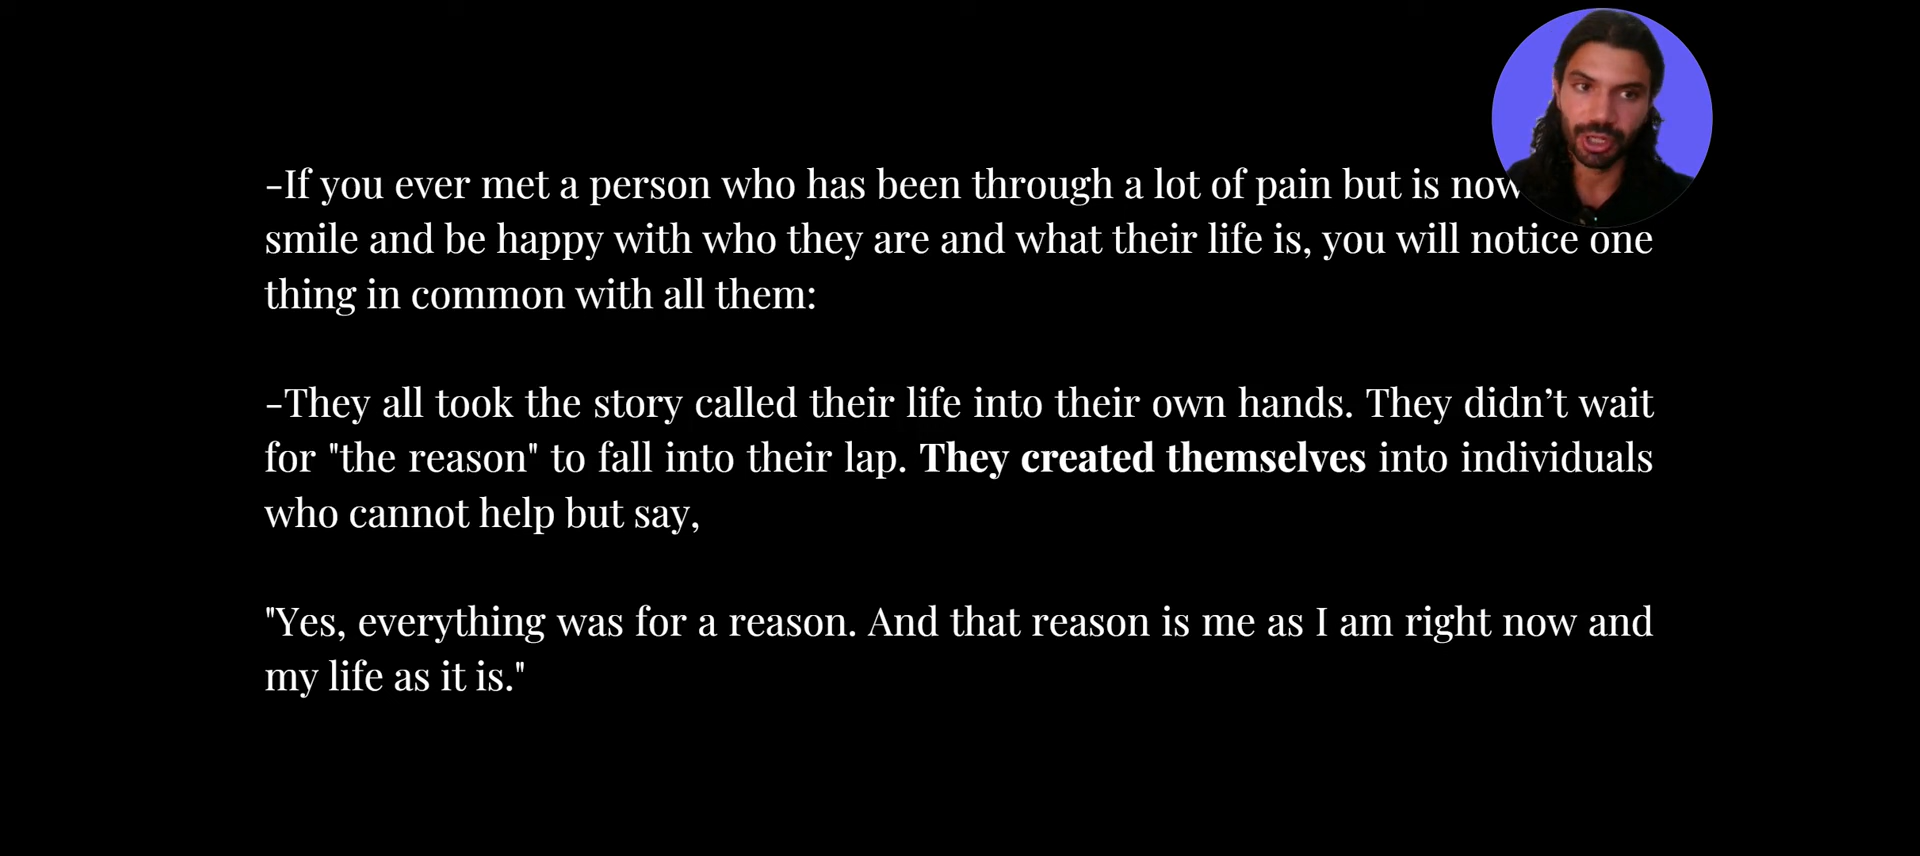 -If you ever met a person who has been through a lot of pain but is now
smile and be happy with who they are and what their life is, you will notice one
thing in common with all them:
-They all took the story called their life into their own hands. They didn’t wait
for "the reason" to fall into their lap. They created themselves into individuals
who cannot help but say,
"Yes, everything was for a reason. And that reason is me as I am right now and
my life as it is."